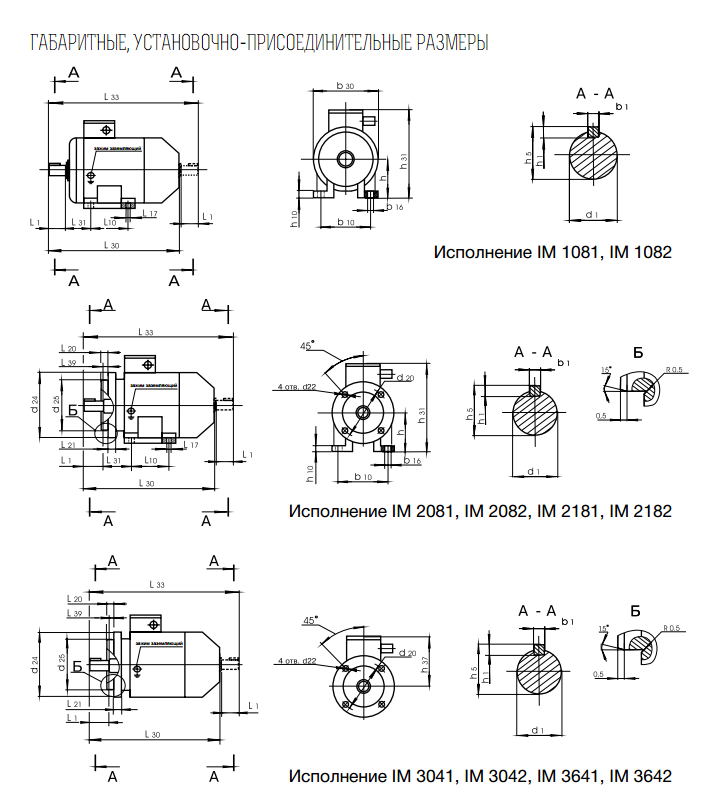 ГАБАРИТНЫЕ, УСТАНОВОЧНО-ПРИСОЕДИНИТЕЛЬНЫЕ РАЗМЕРЫ
A A
L 33
зажим заземляющий
L 1 L 31 L10 L 17 L 1
L 30
A A
b 30
h 31
h
h 10
b 10
b 16
A - A
b1
h 5
h 1
d 1
Исполнение IM 1081, IM 1082
A A
L 33
L 20
L 39
зажим заземляющий
d 24
d 25
Б
L 21
L 17
L 1 L 31 L10 L 1
L 30
A A
45°
4 отв. d22
d 20
h 31
h
h 10
b 10
b 16
A - A
b1
h 5
h 1
d 1
Б
15°
R 0.5
0.5
Исполнение IM 2081, IM 2082, IM 2181, IM 2182
A A
L 33
L 20
L 39
зажим заземляющий
d 24
d 25
Б
L 21
L 1
L 1
L 30
A A
45°
4 отв. d22
d 20
h 37
A - A
b 1
h 5
h 1
d 1
Б
15°
R 0.5
0.5
Исполнение IM 3041, IM 3042, IM 3641, IM 3642